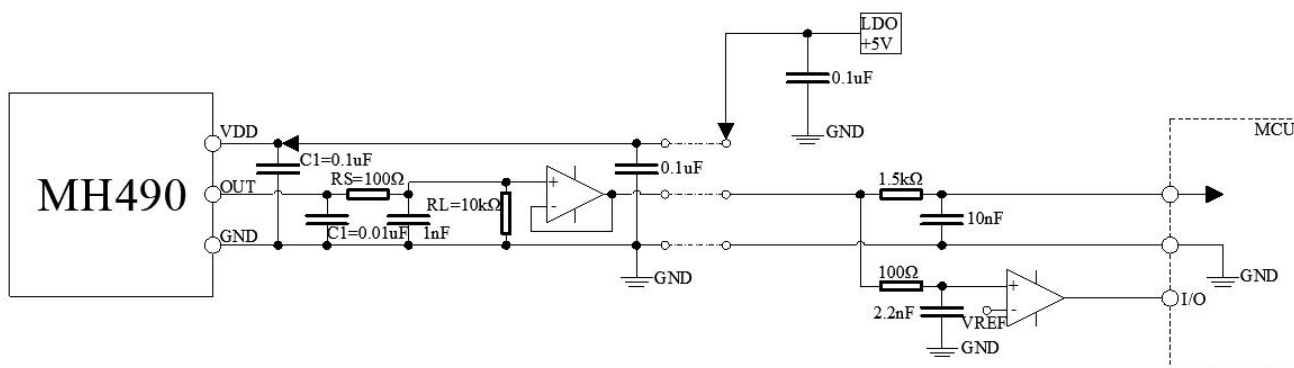 LDO
+5V
0.1uF
GND
MCU
VDD
C1=0.1uF
0.1uF
MH490
OUT
RS=100Ω
RL=10kΩ
1.5kΩ
10nF
GND
C1=0.01uF
1nF
GND
GND
100Ω
2.2nF
VREF
I/O
GND
+
-
+
-